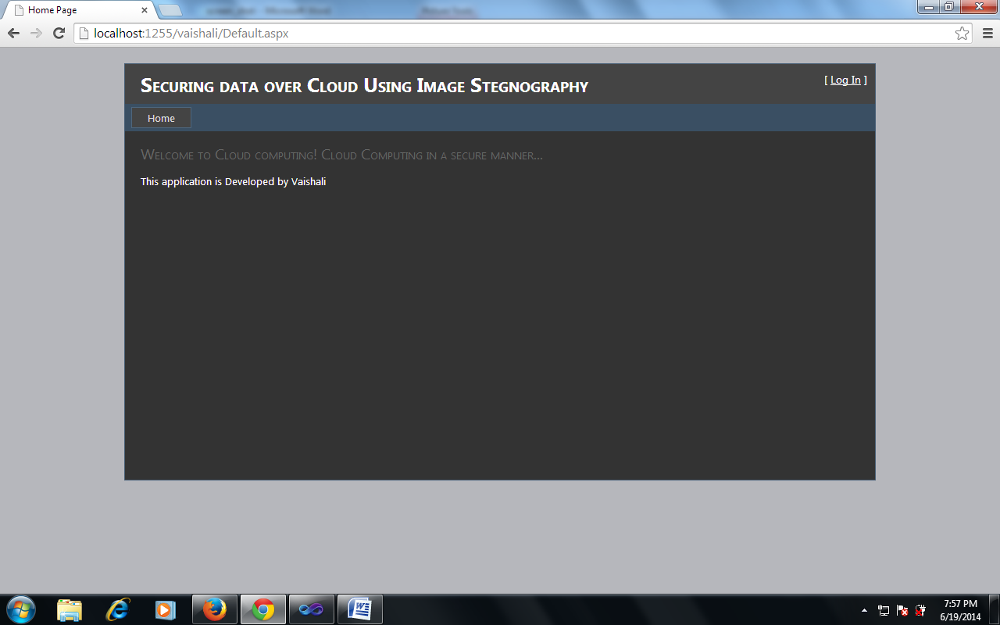 Home Page
localhost:1255/vaishali/Default.aspx
Securing data over Cloud Using Image Stegnography
[ Log In ]
Home
Welcome to Cloud computing! Cloud Computing in a secure manner...
This application is Developed by Vaishali
7:57 PM
6/19/2014